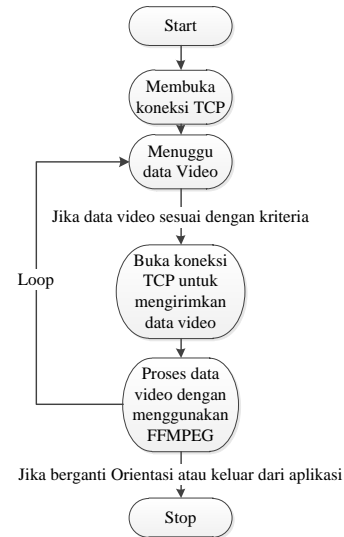 Start
Membuka
koneksi TCP
Menuggu
data Video
Jika data video sesuai dengan kriteria
Loop
Buka koneksi
TCP untuk
mengirimkan
data video
Proses data
video dengan
menggunakan
FFMPEG
Jika berganti Orientasi atau keluar dari aplikasi
Stop